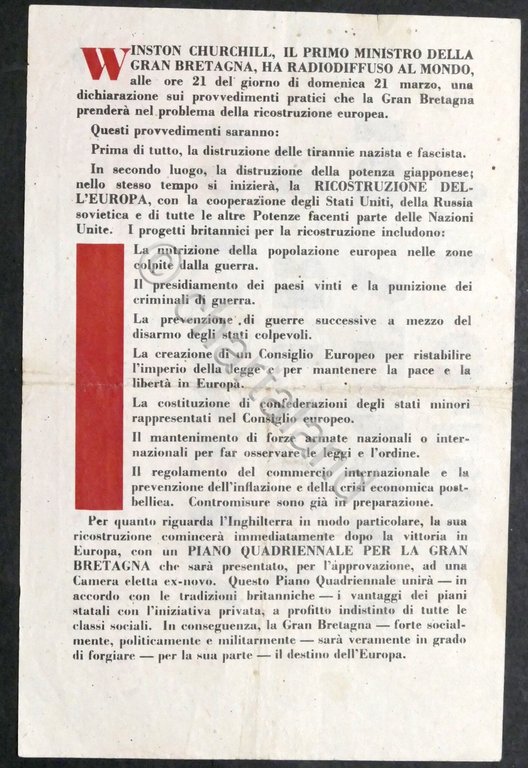 WINSTON CHURCHILL, IL PRIMO MINISTRO DELLA
GRAN BRETAGNA, HA RADIODIFFUSO AL MONDO,
alle ore 21 del giorno di domenica 21 marzo, una
dichiarazione sui provvedimenti pratici che la Gran Bretagna
prenderà nel problema della ricostruzione europea.
Questi provvedimenti saranno:
Prima di tutto, la distruzione delle tirannie nazista e fascista.
In secondo luogo, la distruzione della potenza giapponese;
nello stesso tempo si inizierà, la RICOSTRUZIONE DEL-
L'EUROPA, con la cooperazione degli Stati Uniti, della Russia
sovietica e di tutte le altre Potenze facenti parte delle Nazioni
Unite. I progetti britannici per la ricostruzione includono:
La nutrizione della popolazione europea nelle zone
colpite dalla guerra.
Il presidiamento dei paesi vinti e la punizione dei
criminali di guerra.
La prevenzione di guerre successive a mezzo del
disarmo degli stati colpevoli.
La creazione di un Consiglio Europeo per ristabilire
l'imperio della legge e per mantenere la pace e la
libertà in Europa.
La costituzione di confederazioni degli stati minori
rappresentati nel Consiglio europeo.
Il mantenimento di forze armate nazionali o inter-
nazionali per far osservare le leggi e l'ordine.
Il regolamento del commercio internazionale e la
prevenzione dell'inflazione e della crisi economica post-
bellica. Contromisure sono già in preparazione.
Per quanto riguarda l'Inghilterra in modo particolare, la sua
ricostruzione comincerà immediatamente dopo la vittoria in
Europa, con un PIANO QUADRIENNALE PER LA GRAN
BRETAGNA che sarà presentato, per l'approvazione, ad una
Camera eletta ex-novo. Questo Piano Quadriennale unirà — in
accordo con le tradizioni britanniche — i vantaggi dei piani
statali con l'iniziativa privata, a profitto indistinto di tutte le
classi sociali. In conseguenza, la Gran Bretagna — forte social-
mente, politicamente e militarmente — sarà veramente in grado
di forgiare — per la sua parte — il destino dell'Europa.
© chartaland